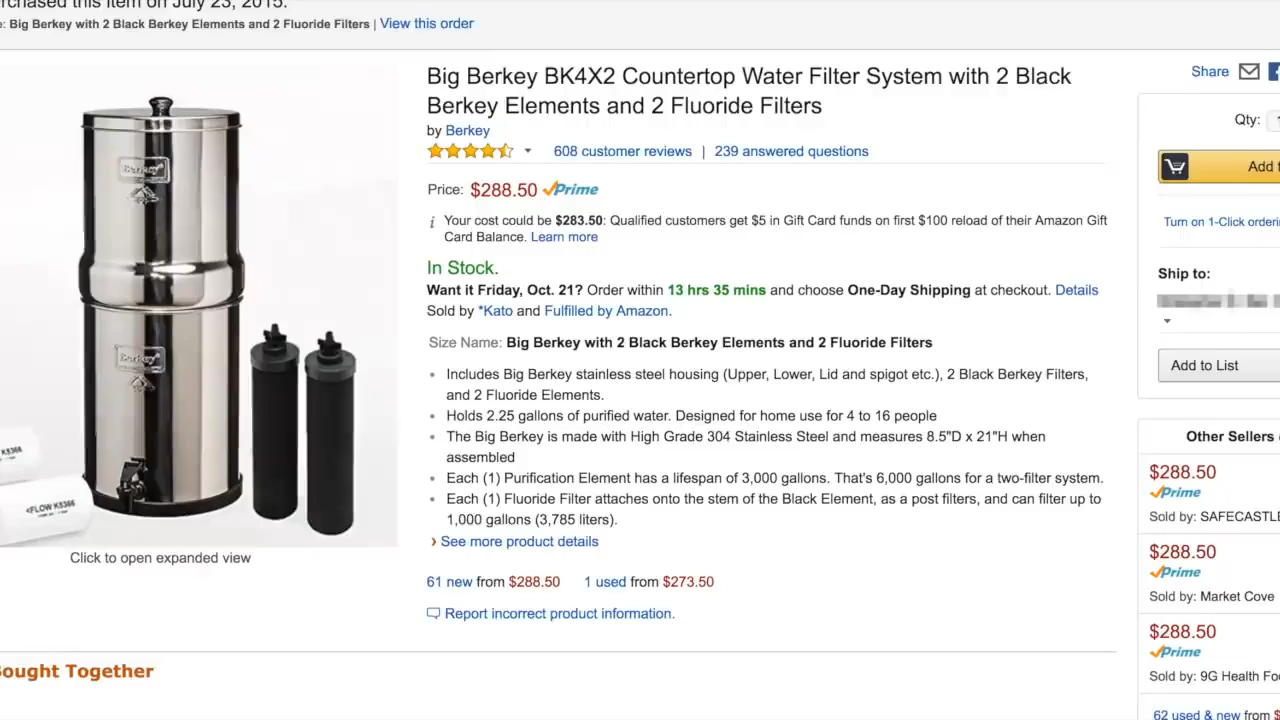 rchased this item on July 23, 2015.
e: Big Berkey with 2 Black Berkey Elements and 2 Fluoride Filters | View this order
Big Berkey BK4X2 Countertop Water Filter System with 2 Black
Berkey Elements and 2 Fluoride Filters
by Berkey
608 customer reviews | 239 answered questions
Price: $288.50 Prime
Your cost could be $283.50: Qualified customers get $5 in Gift Card funds on first $100 reload of their Amazon Gift
Card Balance. Learn more
In Stock.
Want it Friday, Oct. 21? Order within 13 hrs 35 mins and choose One-Day Shipping at checkout. Details
Sold by *Kato and Fulfilled by Amazon.
Size Name: Big Berkey with 2 Black Berkey Elements and 2 Fluoride Filters
Includes Big Berkey stainless steel housing (Upper, Lower, Lid and spigot etc.), 2 Black Berkey Filters,
and 2 Fluoride Elements.
Holds 2.25 gallons of purified water. Designed for home use for 4 to 16 people
The Big Berkey is made with High Grade 304 Stainless Steel and measures 8.5"D x 21"H when
assembled
Each (1) Purification Element has a lifespan of 3,000 gallons. That's 6,000 gallons for a two-filter system.
Each (1) Fluoride Filter attaches onto the stem of the Black Element, as a post filters, and can filter up to
1,000 gallons (3,785 liters).
› See more product details
61 new from $288.50 1 used from $273.50
Report incorrect product information.
Berkey
Berkey
<FLOW K5366
Click to open expanded view
Bought Together
Share
Qty: 1
Add t
Turn on 1-Click orderi
Ship to:
Add to List
Other Sellers
$288.50
Prime
Sold by: SAFECASTLE
$288.50
Prime
Sold by: Market Cove
$288.50
Prime
Sold by: 9G Health Foo
62 used & new from $